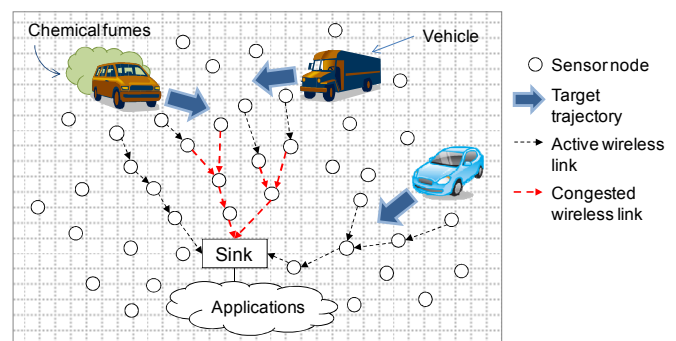 Chemical fumes
Vehicle
Sensor node
Target
trajectory
Active wireless
link
Congested
wireless link
Sink
Applications